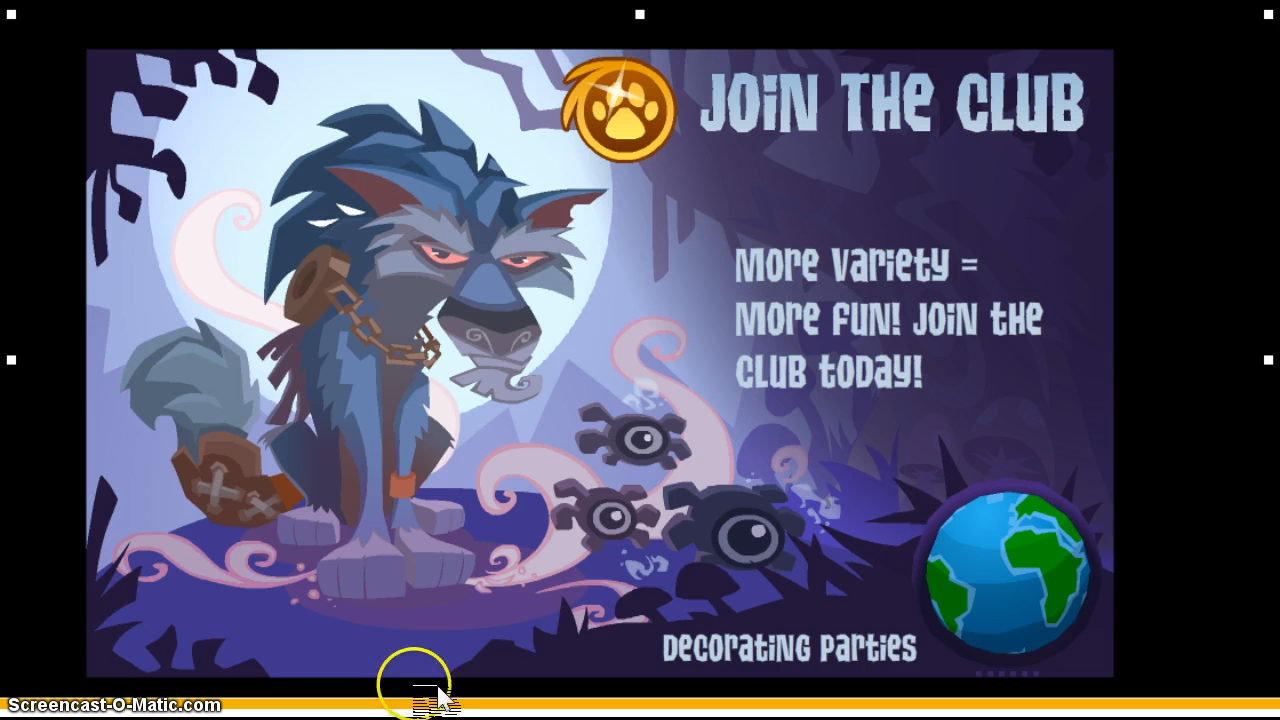 JOIN THE CLUB
MORE VARIETY =
MORE FUN! JOIN THE
CLUB TODAY!
DECORATING PARTIES
Screencast-O-Matic.com